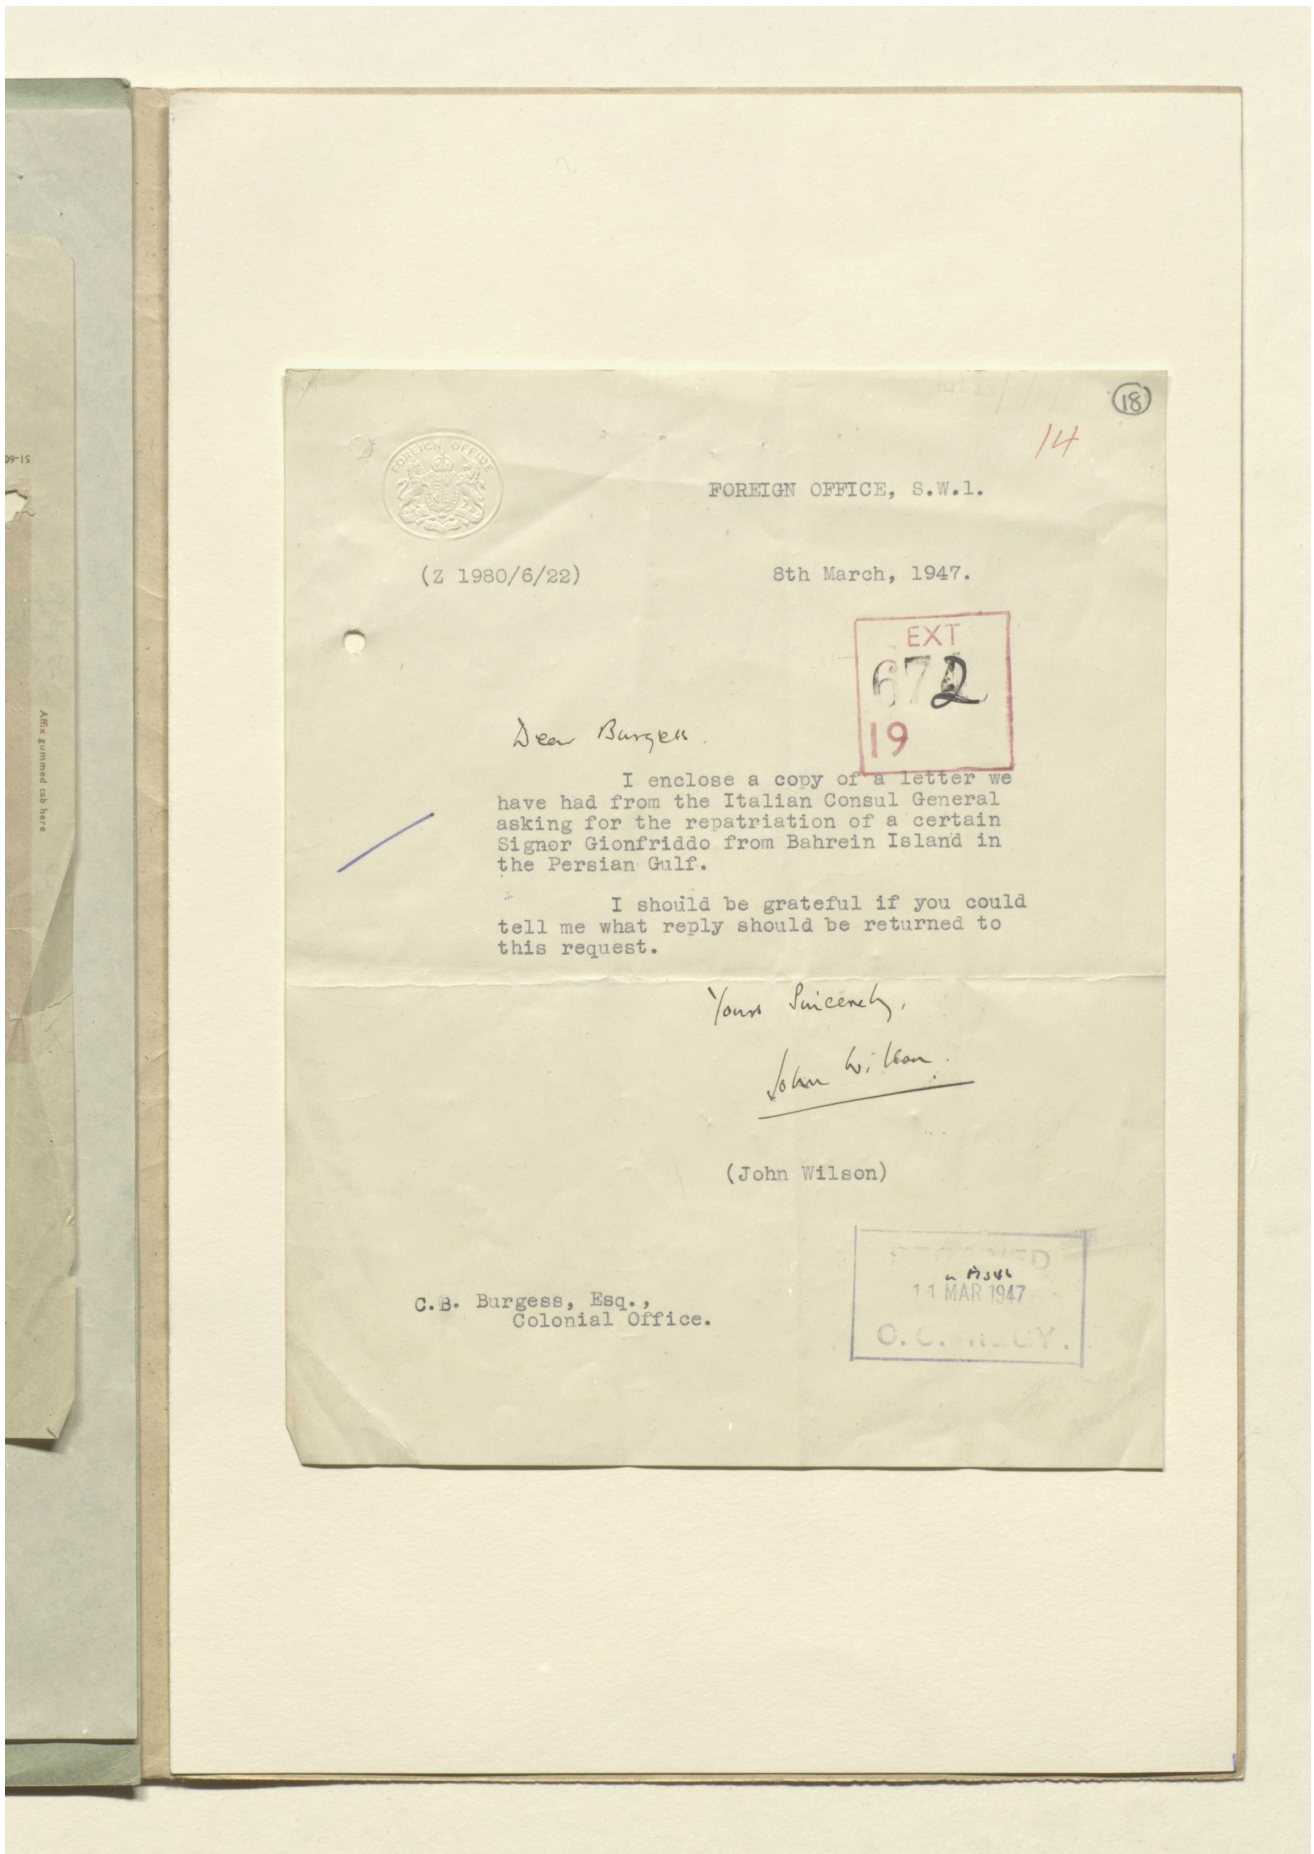 18
14
FOREIGN OFFICE
FOREIGN OFFICE, S.W.1.
(Z 1980/6/22)
8th March, 1947.
EXT
672
19
Dear Burgess.
I enclose a copy of a letter we
have had from the Italian Consul General
asking for the repatriation of a certain
Signor Gionfriddo from Bahrein Island in
the Persian Gulf.
I should be grateful if you could
tell me what reply should be returned to
this request.
Yours Sincerely,
John Wilson.
(John Wilson)
RECEIVED
11 MAR 1947
C.B. Burgess, Esq.,
Colonial Office.
Affix gummed tab here